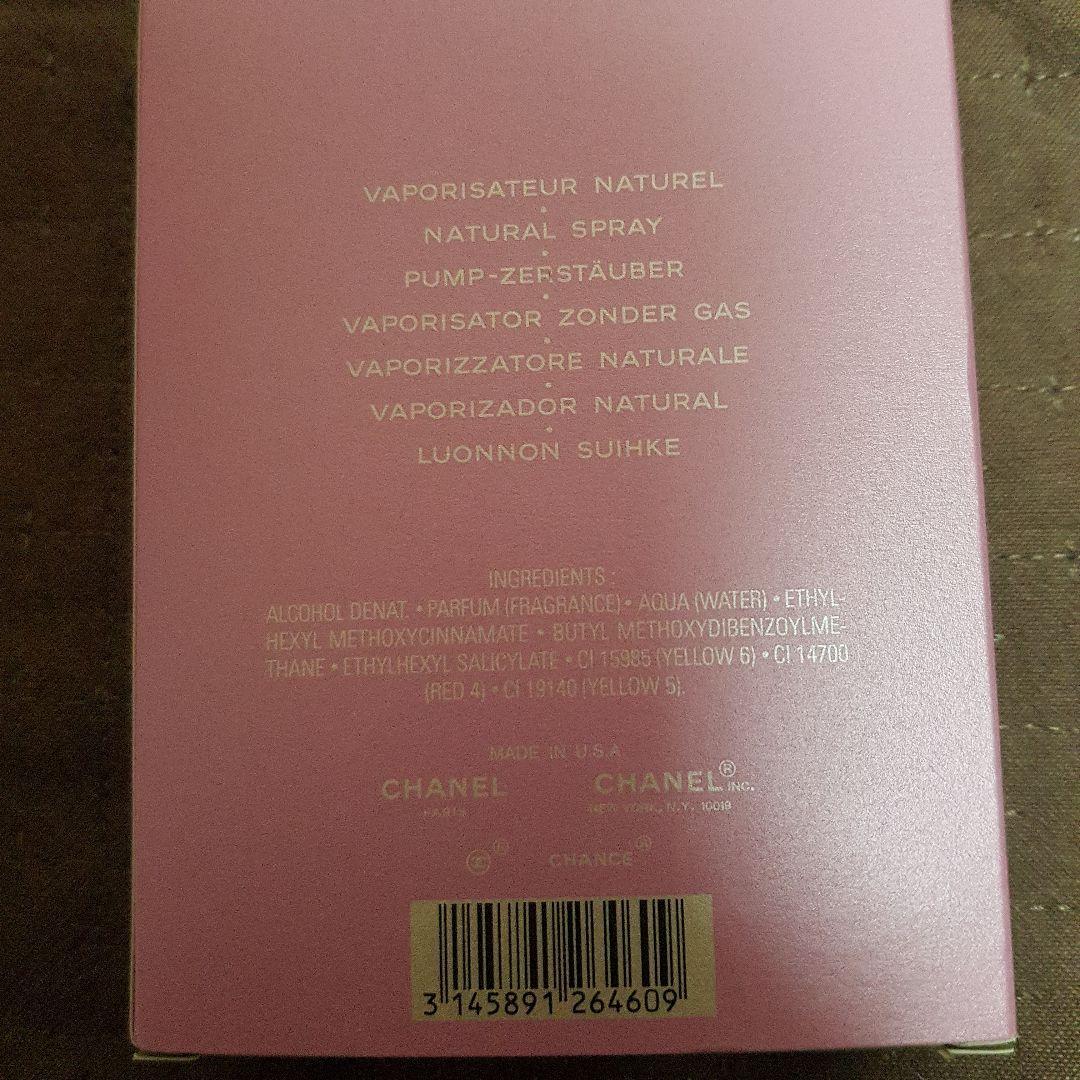 VAPORISATEUR NATUREL
•
NATURAL SPRAY
•
PUMP-ZERSTÄUBER
•
VAPORISATOR ZONDER GAS
•
VAPORIZZATORE NATURALE
•
VAPORIZADOR NATURAL
•
LUONNON SUIHKE
INGREDIENTS :
ALCOHOL DENAT. • PARFUM (FRAGRANCE) • AQUA (WATER) • ETHYL-
HEXYL METHOXYCINNAMATE • BUTYL METHOXYDIBENZOYLME-
THANE • ETHYLHEXYL SALICYLATE • CI 15985 (YELLOW 6) • CI 14700
(RED 4) • CI 19140 (YELLOW 5).
MADE IN U.S.A
CHANEL CHANEL® INC.
PARIS NEW YORK, N.Y. 10019
® CHANCE®
3 145891 264609